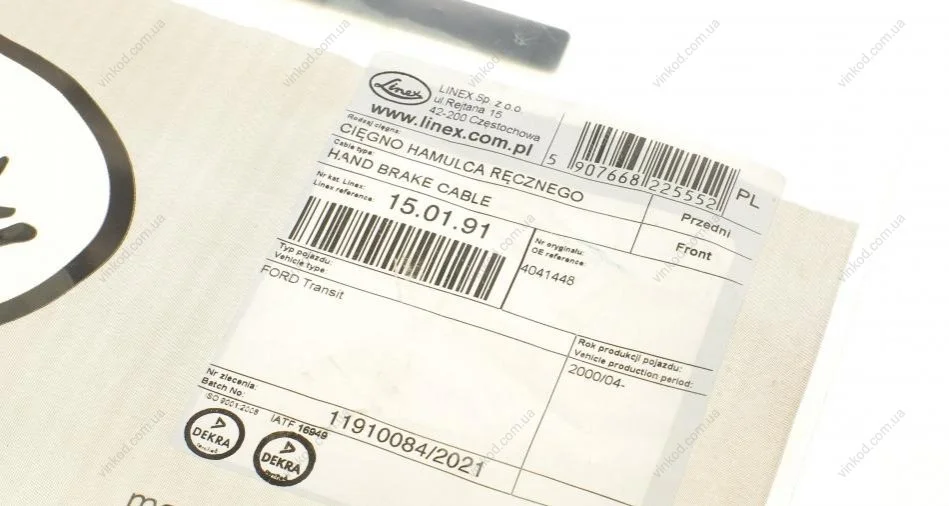 Linex
LINEX Sp. z o.o.
ul.Rejtana 16
42-200 Częstochowa
www.linex.com.pl
5 907668 225552
PL
Rodzaj cięgna:
CIĘGNO HAMULCA RĘCZNEGO
Przedni
Cable type:
HAND BRAKE CABLE
Front
Nr kat. Linex:
Linex reference:
15.01.91
Nr oryginału:
OE reference:
4041448
Typ pojazdu:
Vehicle type:
FORD Transit
Rok produkcji pojazdu:
Vehicle production period:
2000/04-
Nr zlecenia:
Batch No:
11910084/2021
ISO 9001:2008
IATF 16949
DEKRA
DEKRA
vinkod.com.ua